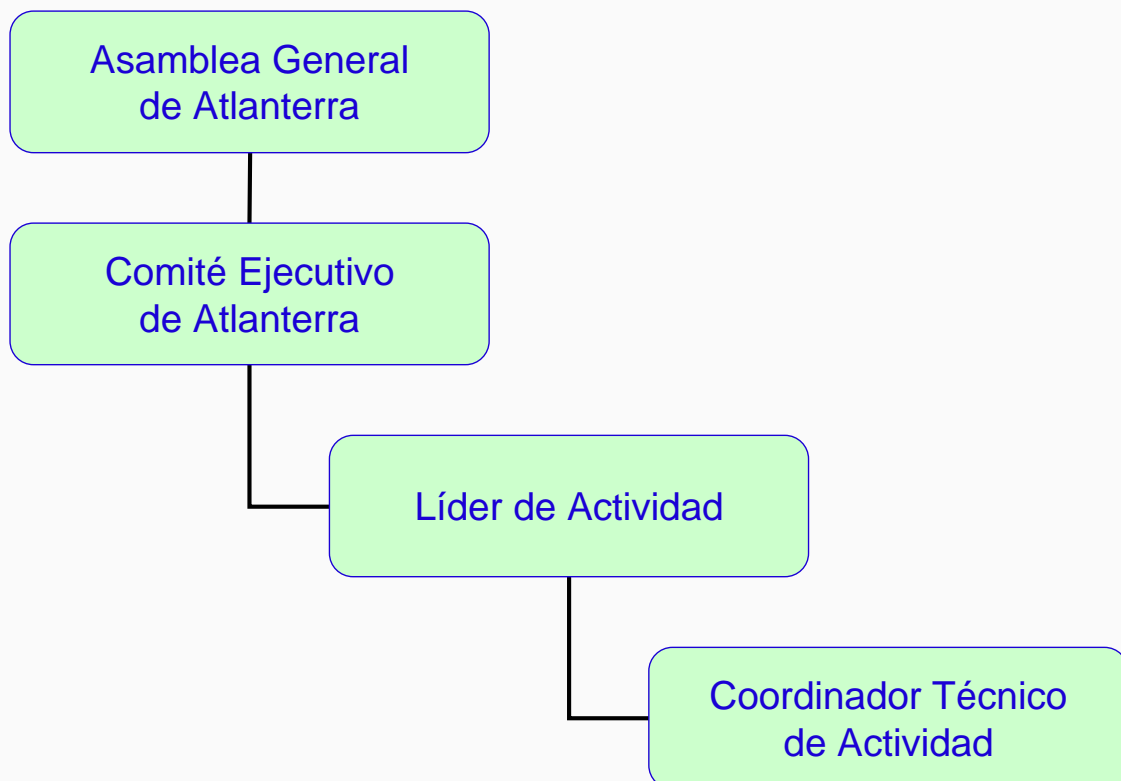 Asamblea General
de Atlanterra
Comité Ejecutivo
de Atlanterra
Líder de Actividad
Coordinador Técnico
de Actividad